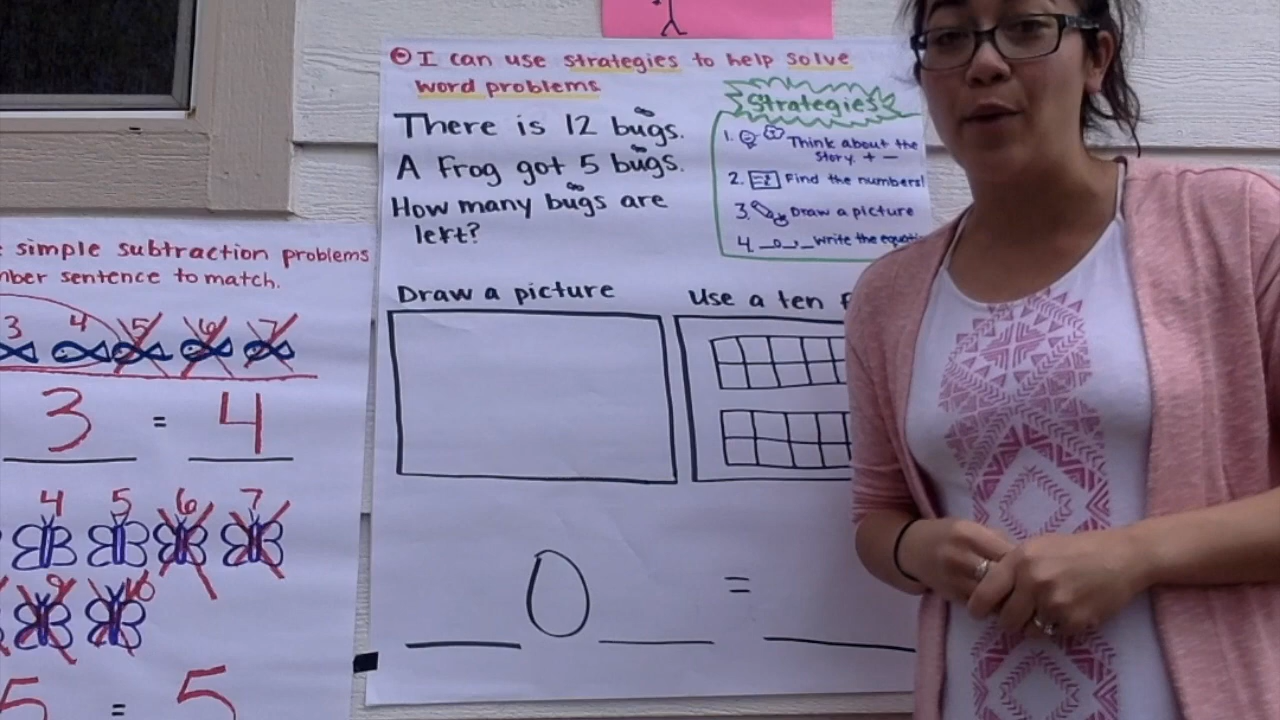 simple subtraction problems
sentence to match.
3 4 5 6 7
3 = 4
4 5 6 7
9 10
5 = 5
I can use strategies to help solve
word problems
There is 12 bugs.
A Frog got 5 bugs.
How many bugs are
left?
Strategies
1. Think about the
story. + -
2. Find the numbers!
3. Draw a picture
4. Write the
Draw a picture
Use a ten
=